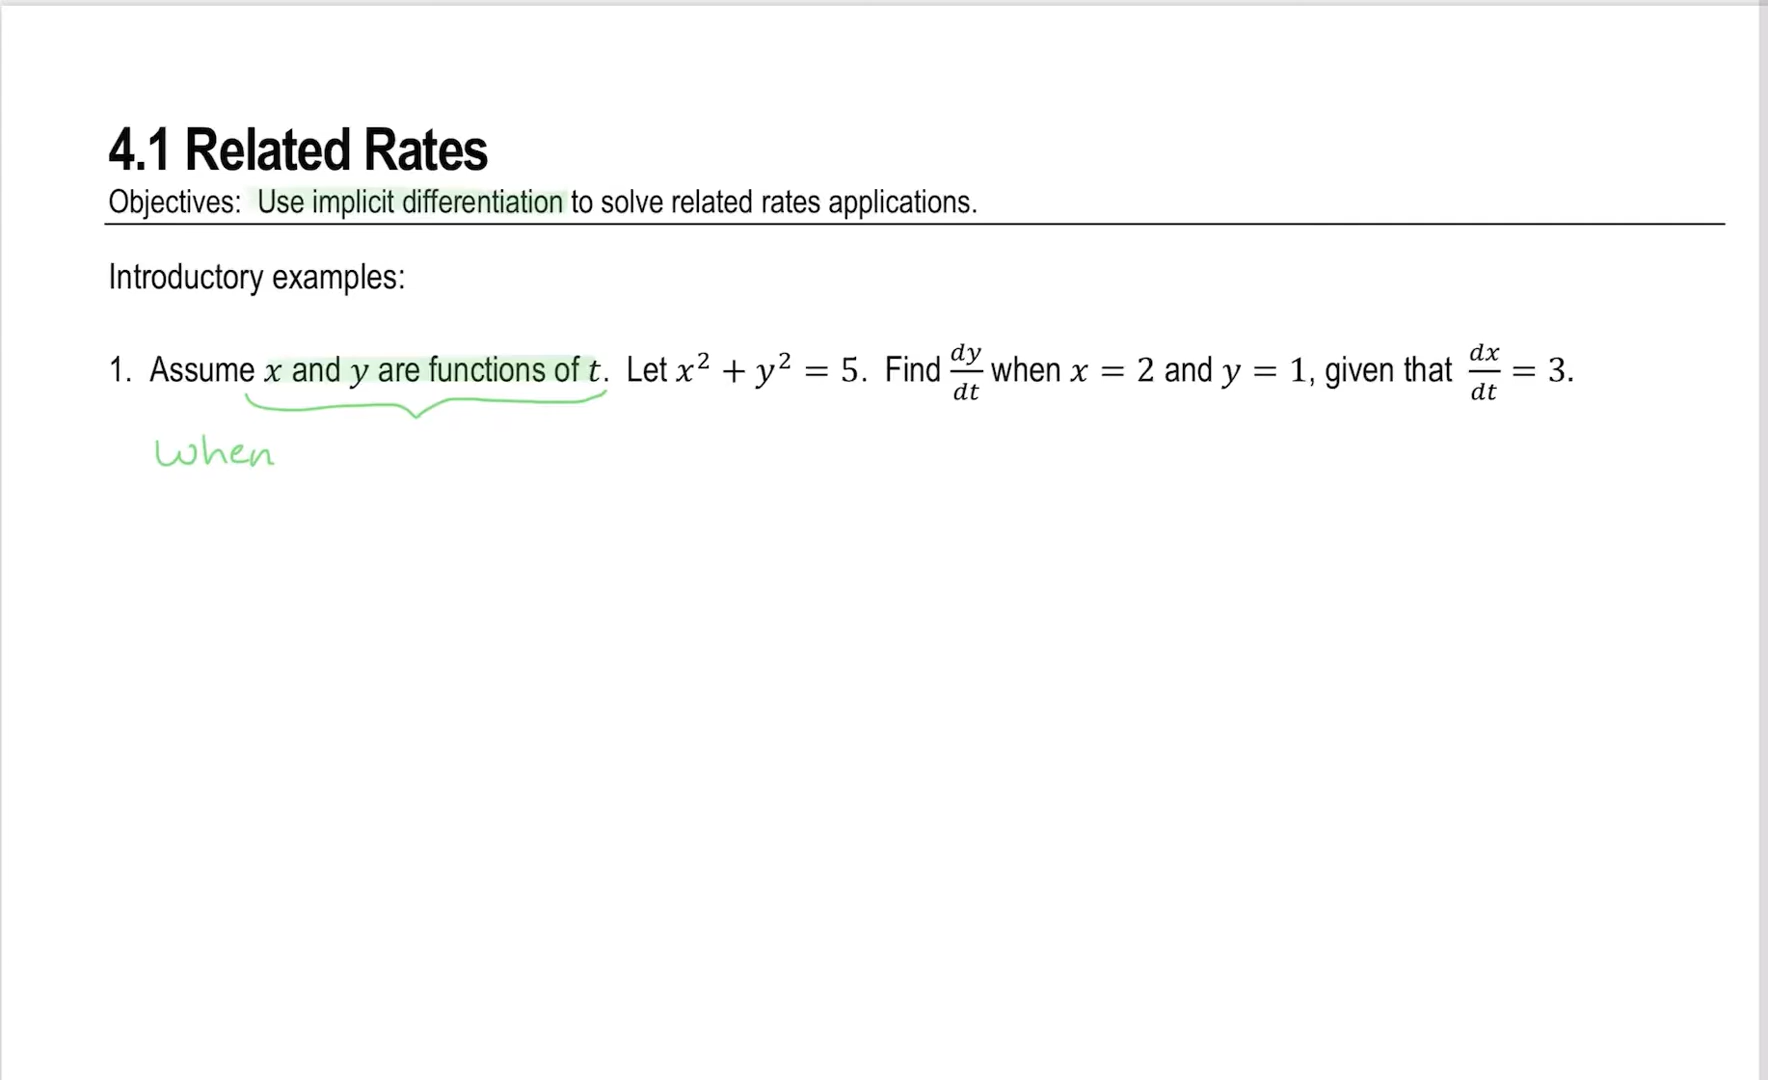 4.1 Related Rates
Objectives: Use implicit differentiation to solve related rates applications.
Introductory examples:
1. Assume x and y are functions of t. Let x² + y² = 5. Find dy/dt when x = 2 and y = 1, given that dx/dt = 3.
when